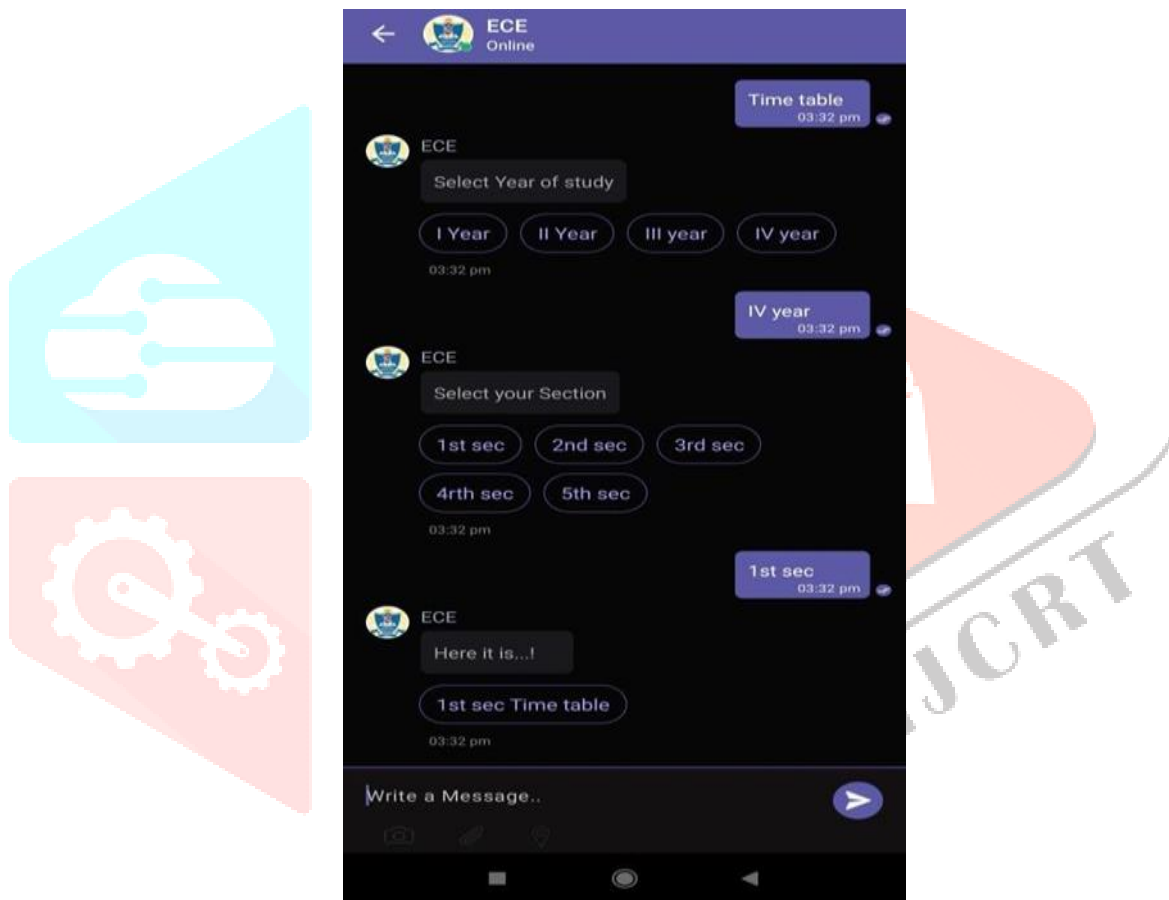 ECE
Online
Time table
03:32 pm
ECE
Select Year of study
I Year II Year III year IV year
03:32 pm
IV year
03:32 pm
ECE
Select your Section
1st sec 2nd sec 3rd sec
4rth sec 5th sec
03:32 pm
1st sec
03:32 pm
ECE
Here it is...!
1st sec Time table
03:32 pm
Write a Message..
JCRT